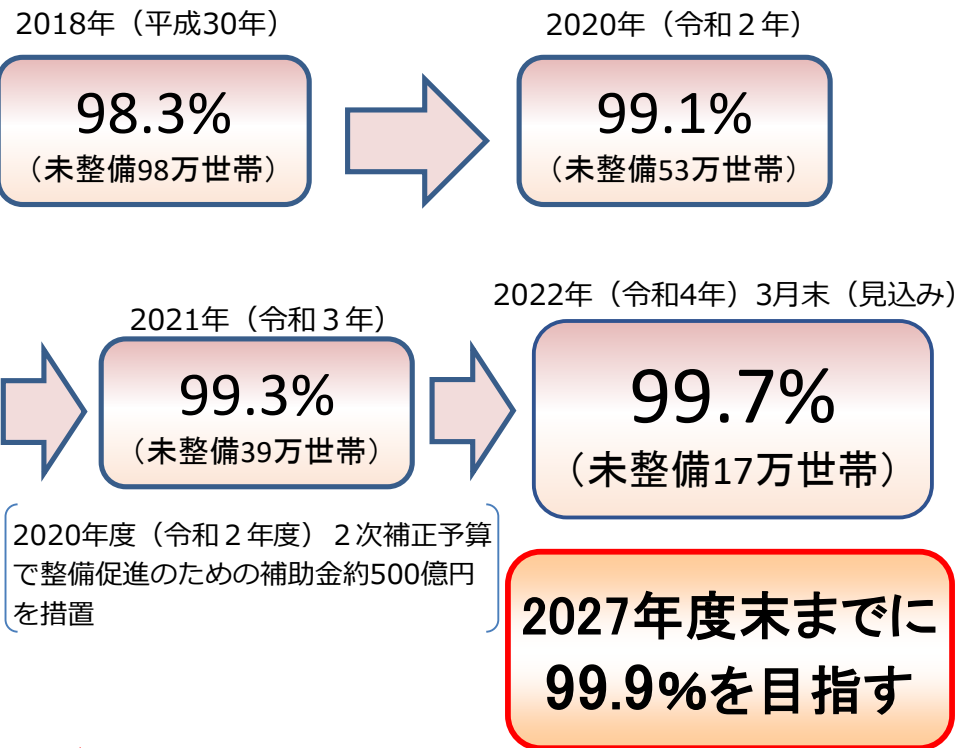 2018年（平成30年）
98.3%
（未整備98万世帯）
2020年（令和２年）
99.1%
（未整備53万世帯）
2021年（令和３年）
99.3%
（未整備39万世帯）
2022年（令和4年）3月末（見込み）
99.7%
（未整備17万世帯）
2020年度（令和２年度）２次補正予算
で整備促進のための補助金約500億円
を措置
2027年度末までに
99.9%を目指す